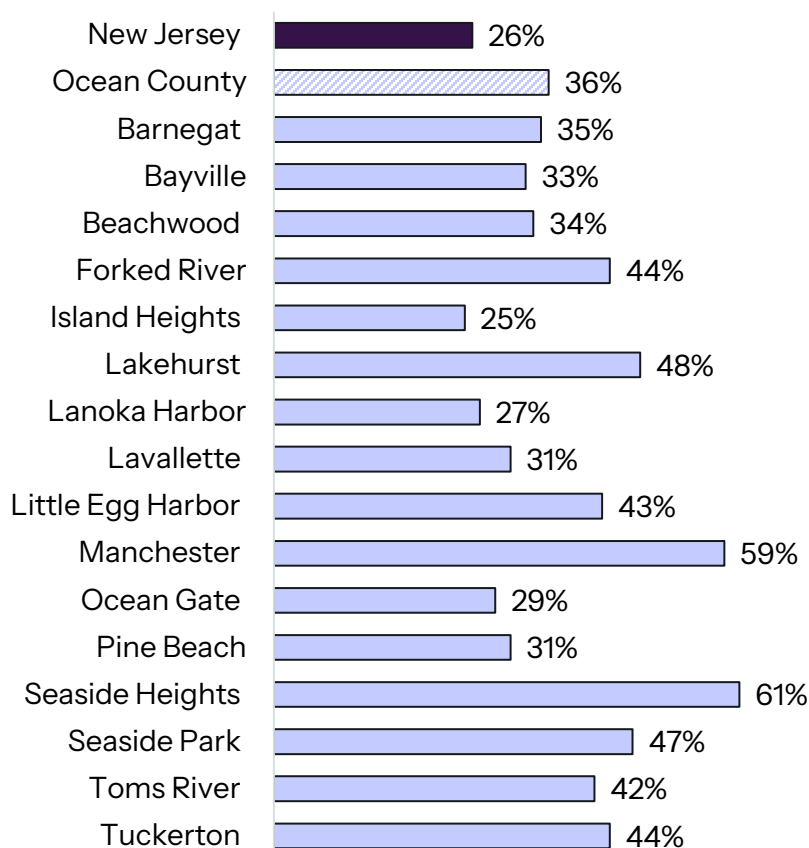 New Jersey 26%
Ocean County 36%
Barnegat 35%
Bayville 33%
Beachwood 34%
Forked River 44%
Island Heights 25%
Lakehurst 48%
Lanoka Harbor 27%
Lavallette 31%
Little Egg Harbor 43%
Manchester 59%
Ocean Gate 29%
Pine Beach 31%
Seaside Heights 61%
Seaside Park 47%
Toms River 42%
Tuckerton 44%